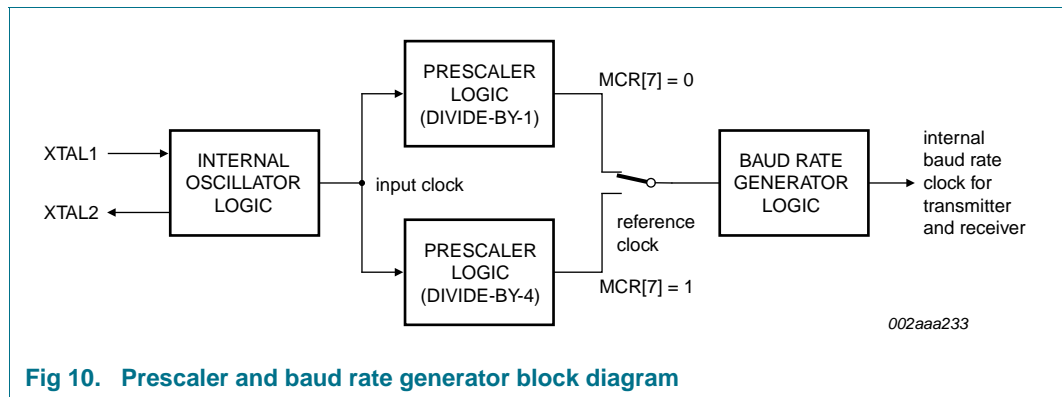 XTAL1
XTAL2
INTERNAL
OSCILLATOR
LOGIC
input clock
PRESCALER
LOGIC
(DIVIDE-BY-1)
MCR[7] = 0
PRESCALER
LOGIC
(DIVIDE-BY-4)
MCR[7] = 1
reference
clock
BAUD RATE
GENERATOR
LOGIC
internal
baud rate
clock for
transmitter
and receiver
002aaa233
Fig 10. Prescaler and baud rate generator block diagram